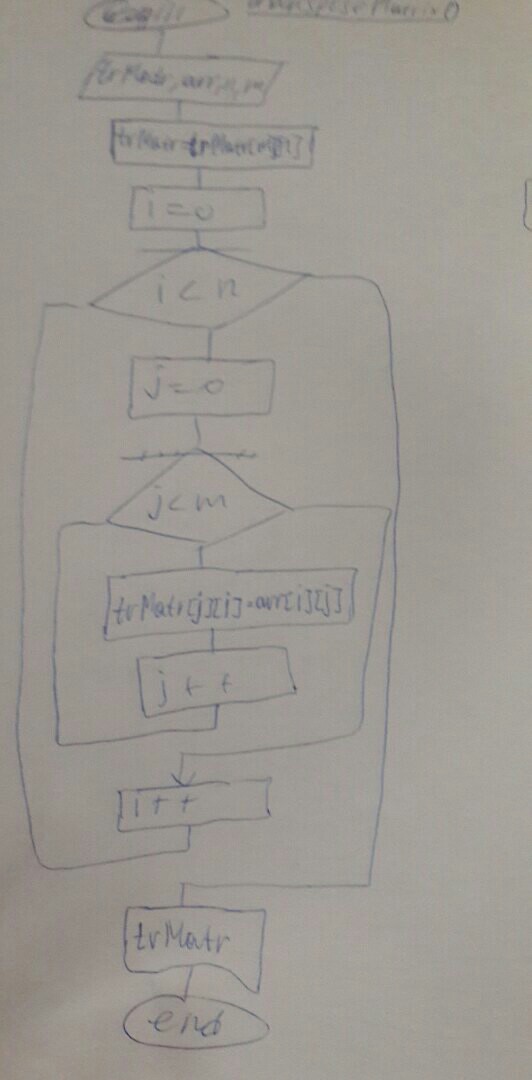 Begin transposeMatrix()
trMatr, arr, n, m
trMatr=trMatr[m][n]
i = 0
i < n
j = 0
j < m
trMatr[j][i]=arr[i][j]
j + +
i + +
trMatr
end